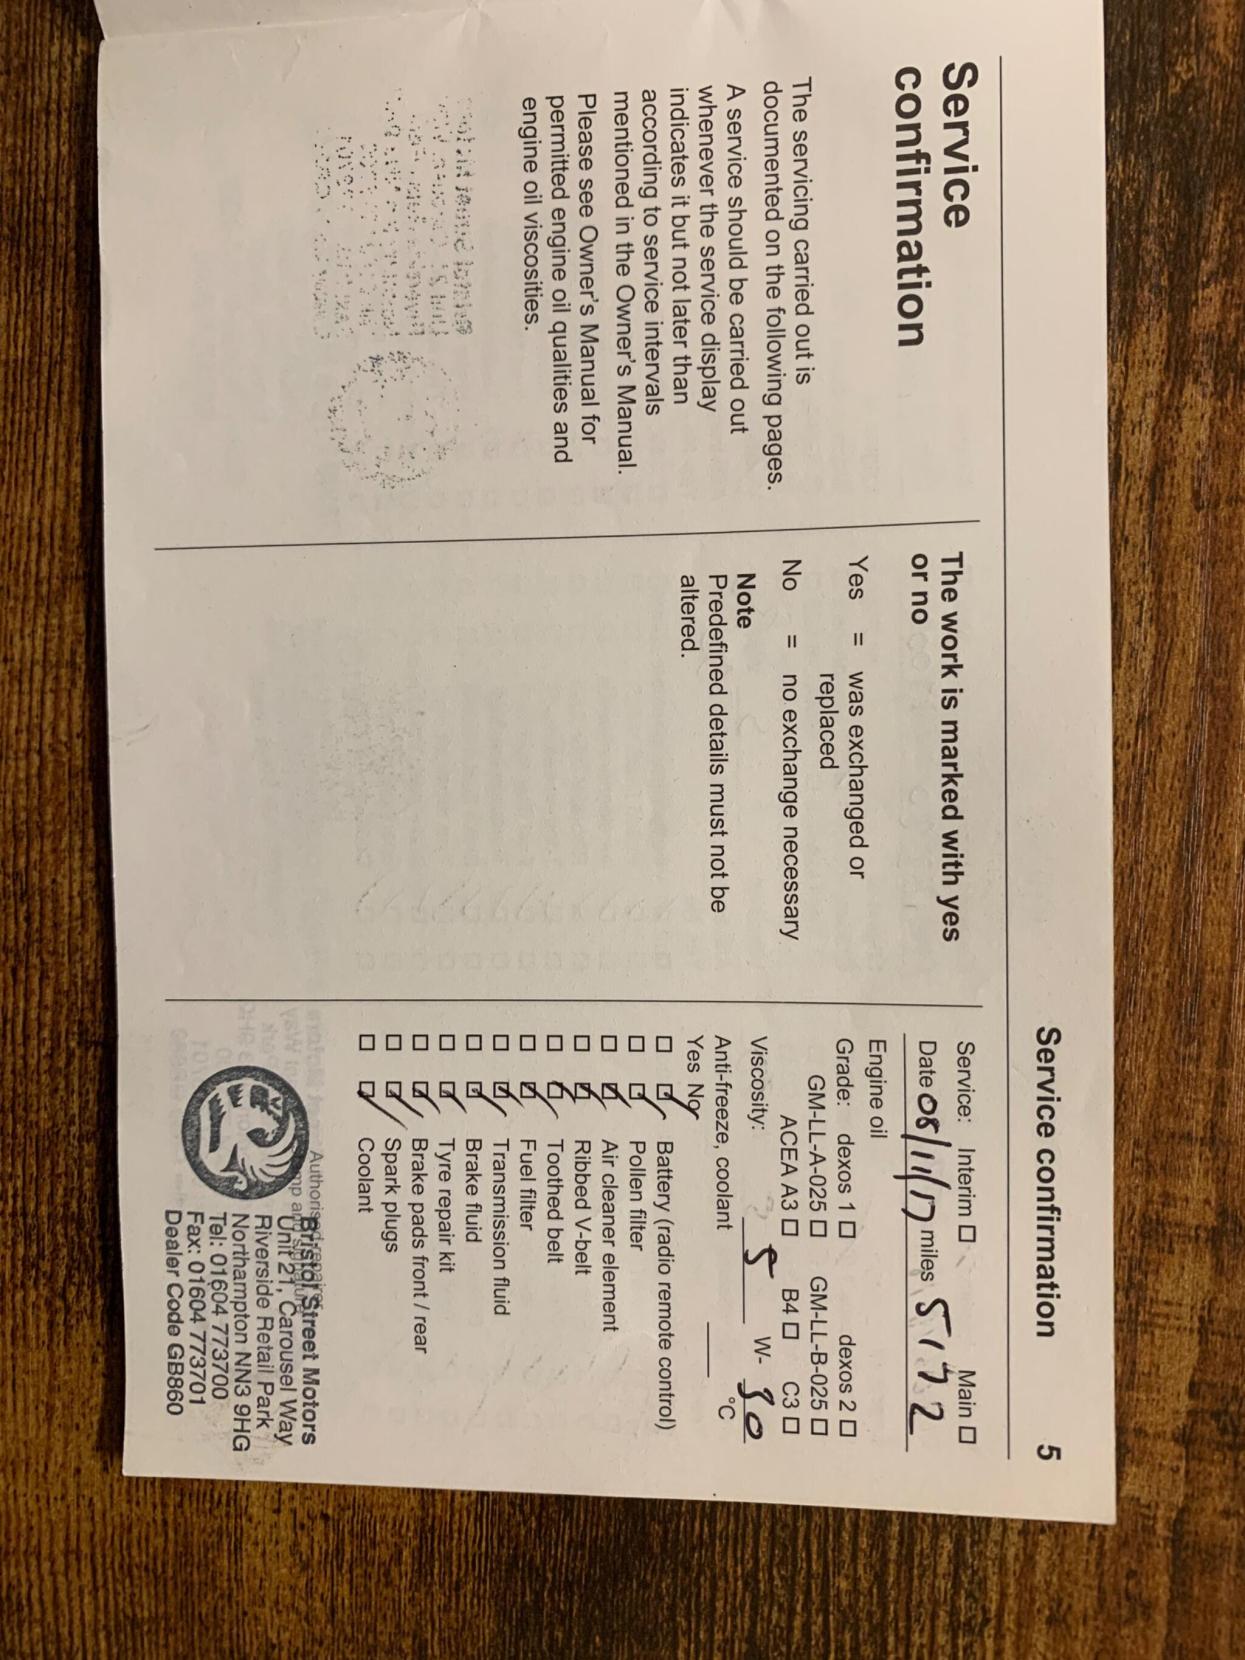 Service confirmation 5
Service
confirmation
The servicing carried out is
documented on the following pages.
A service should be carried out
whenever the service display
indicates it but not later than
according to service intervals
mentioned in the Owner's Manual.
Please see Owner's Manual for
permitted engine oil qualities and
engine oil viscosities.
The work is marked with yes
or no
Yes = was exchanged or
replaced
No = no exchange necessary
Note
Predefined details must not be
altered.
Service: Interim ☐ Main ☐
Date 08/11/17 miles 5172
Engine oil
Grade: dexos 1 ☐ dexos 2 ☐
GM-LL-A-025 ☐ GM-LL-B-025 ☐
ACEA A3 ☐ B4 ☐ C3 ☐
Viscosity: 5 W- 30
Anti-freeze, coolant °C
Yes No
☐ ☑ Battery (radio remote control)
☐ ☑ Pollen filter
☐ ☑ Air cleaner element
☐ ☑ Ribbed V-belt
☐ ☑ Toothed belt
☐ ☑ Fuel filter
☐ ☑ Transmission fluid
☐ ☑ Brake fluid
☐ ☑ Tyre repair kit
☐ ☑ Brake pads front / rear
☐ ☑ Spark plugs
☐ ☑ Coolant
Bristol Street Motors
Unit 21, Carousel Way
Riverside Retail Park
Northampton NN3 9HG
Tel: 01604 773700
Fax: 01604 773701
Dealer Code GB860